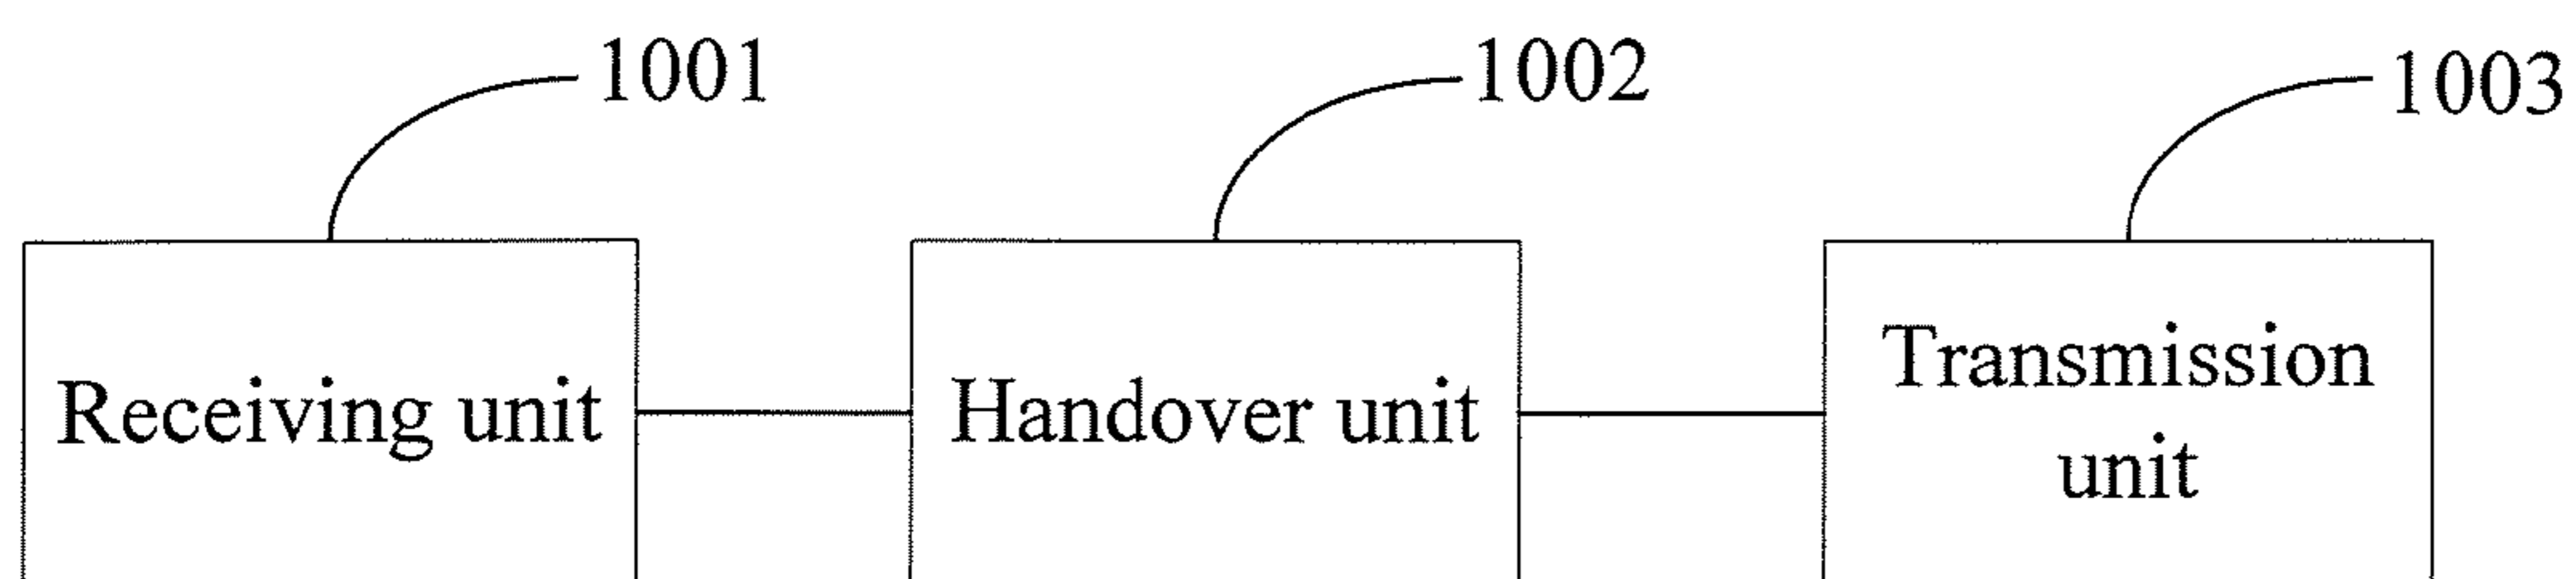 1001
1002
1003
Receiving unit
Handover unit
Transmission
unit